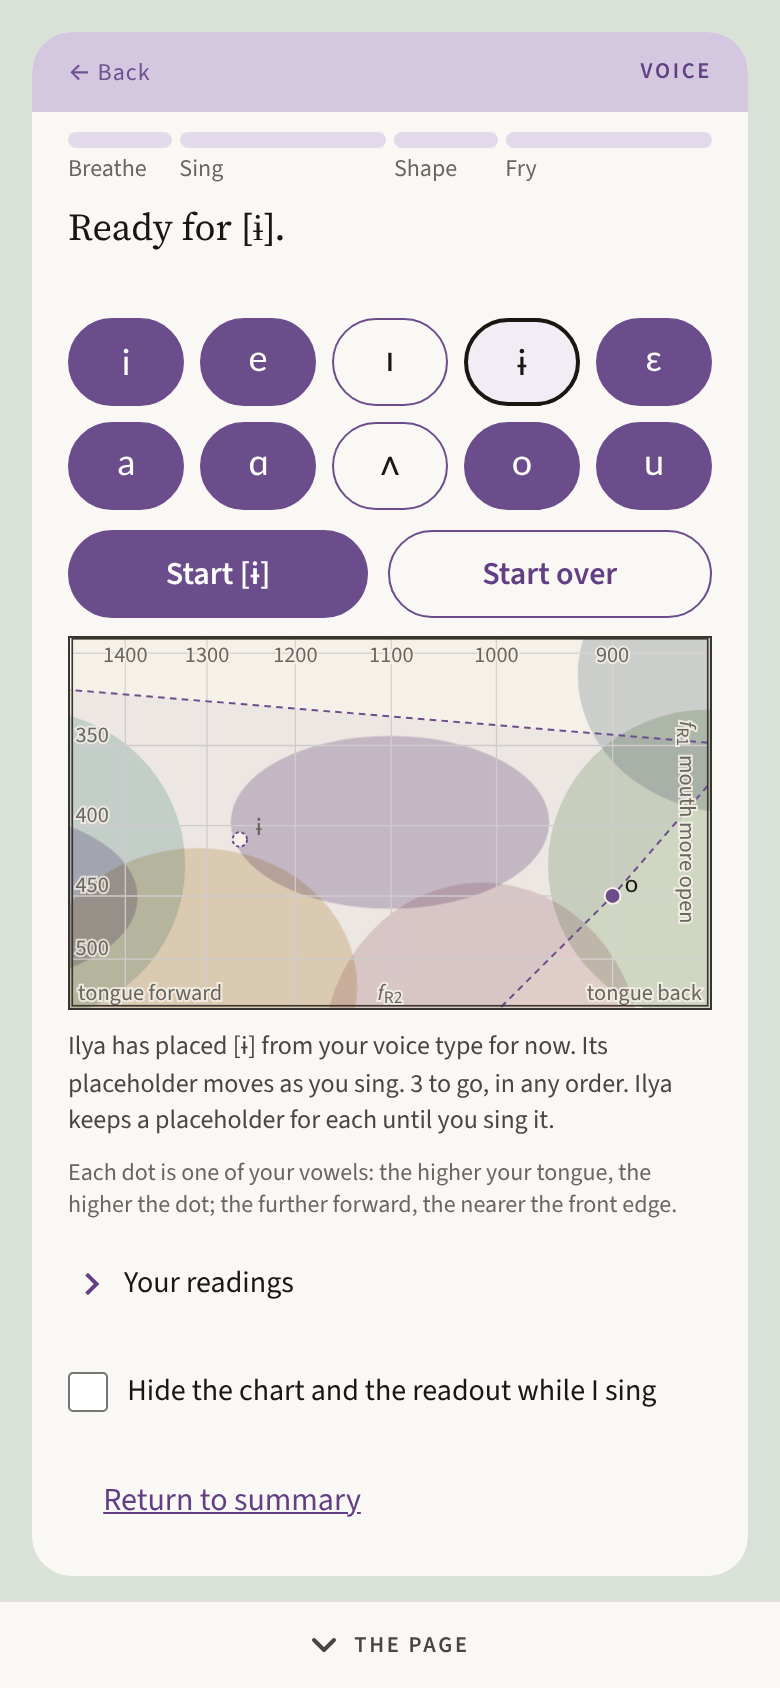 ← Back
VOICE
Breathe Sing Shape Fry
Ready for [ɨ].
i e ɪ ɨ ɛ
a ɑ ʌ o u
Start [ɨ] Start over
1400 1300 1200 1100 1000 900
350
400
450
500
ɨ
o
fR1 mouth more open
tongue forward fR2 tongue back
Ilya has placed [ɨ] from your voice type for now. Its
placeholder moves as you sing. 3 to go, in any order. Ilya
keeps a placeholder for each until you sing it.
Each dot is one of your vowels: the higher your tongue, the
higher the dot; the further forward, the nearer the front edge.
Your readings
Hide the chart and the readout while I sing
Return to summary
THE PAGE